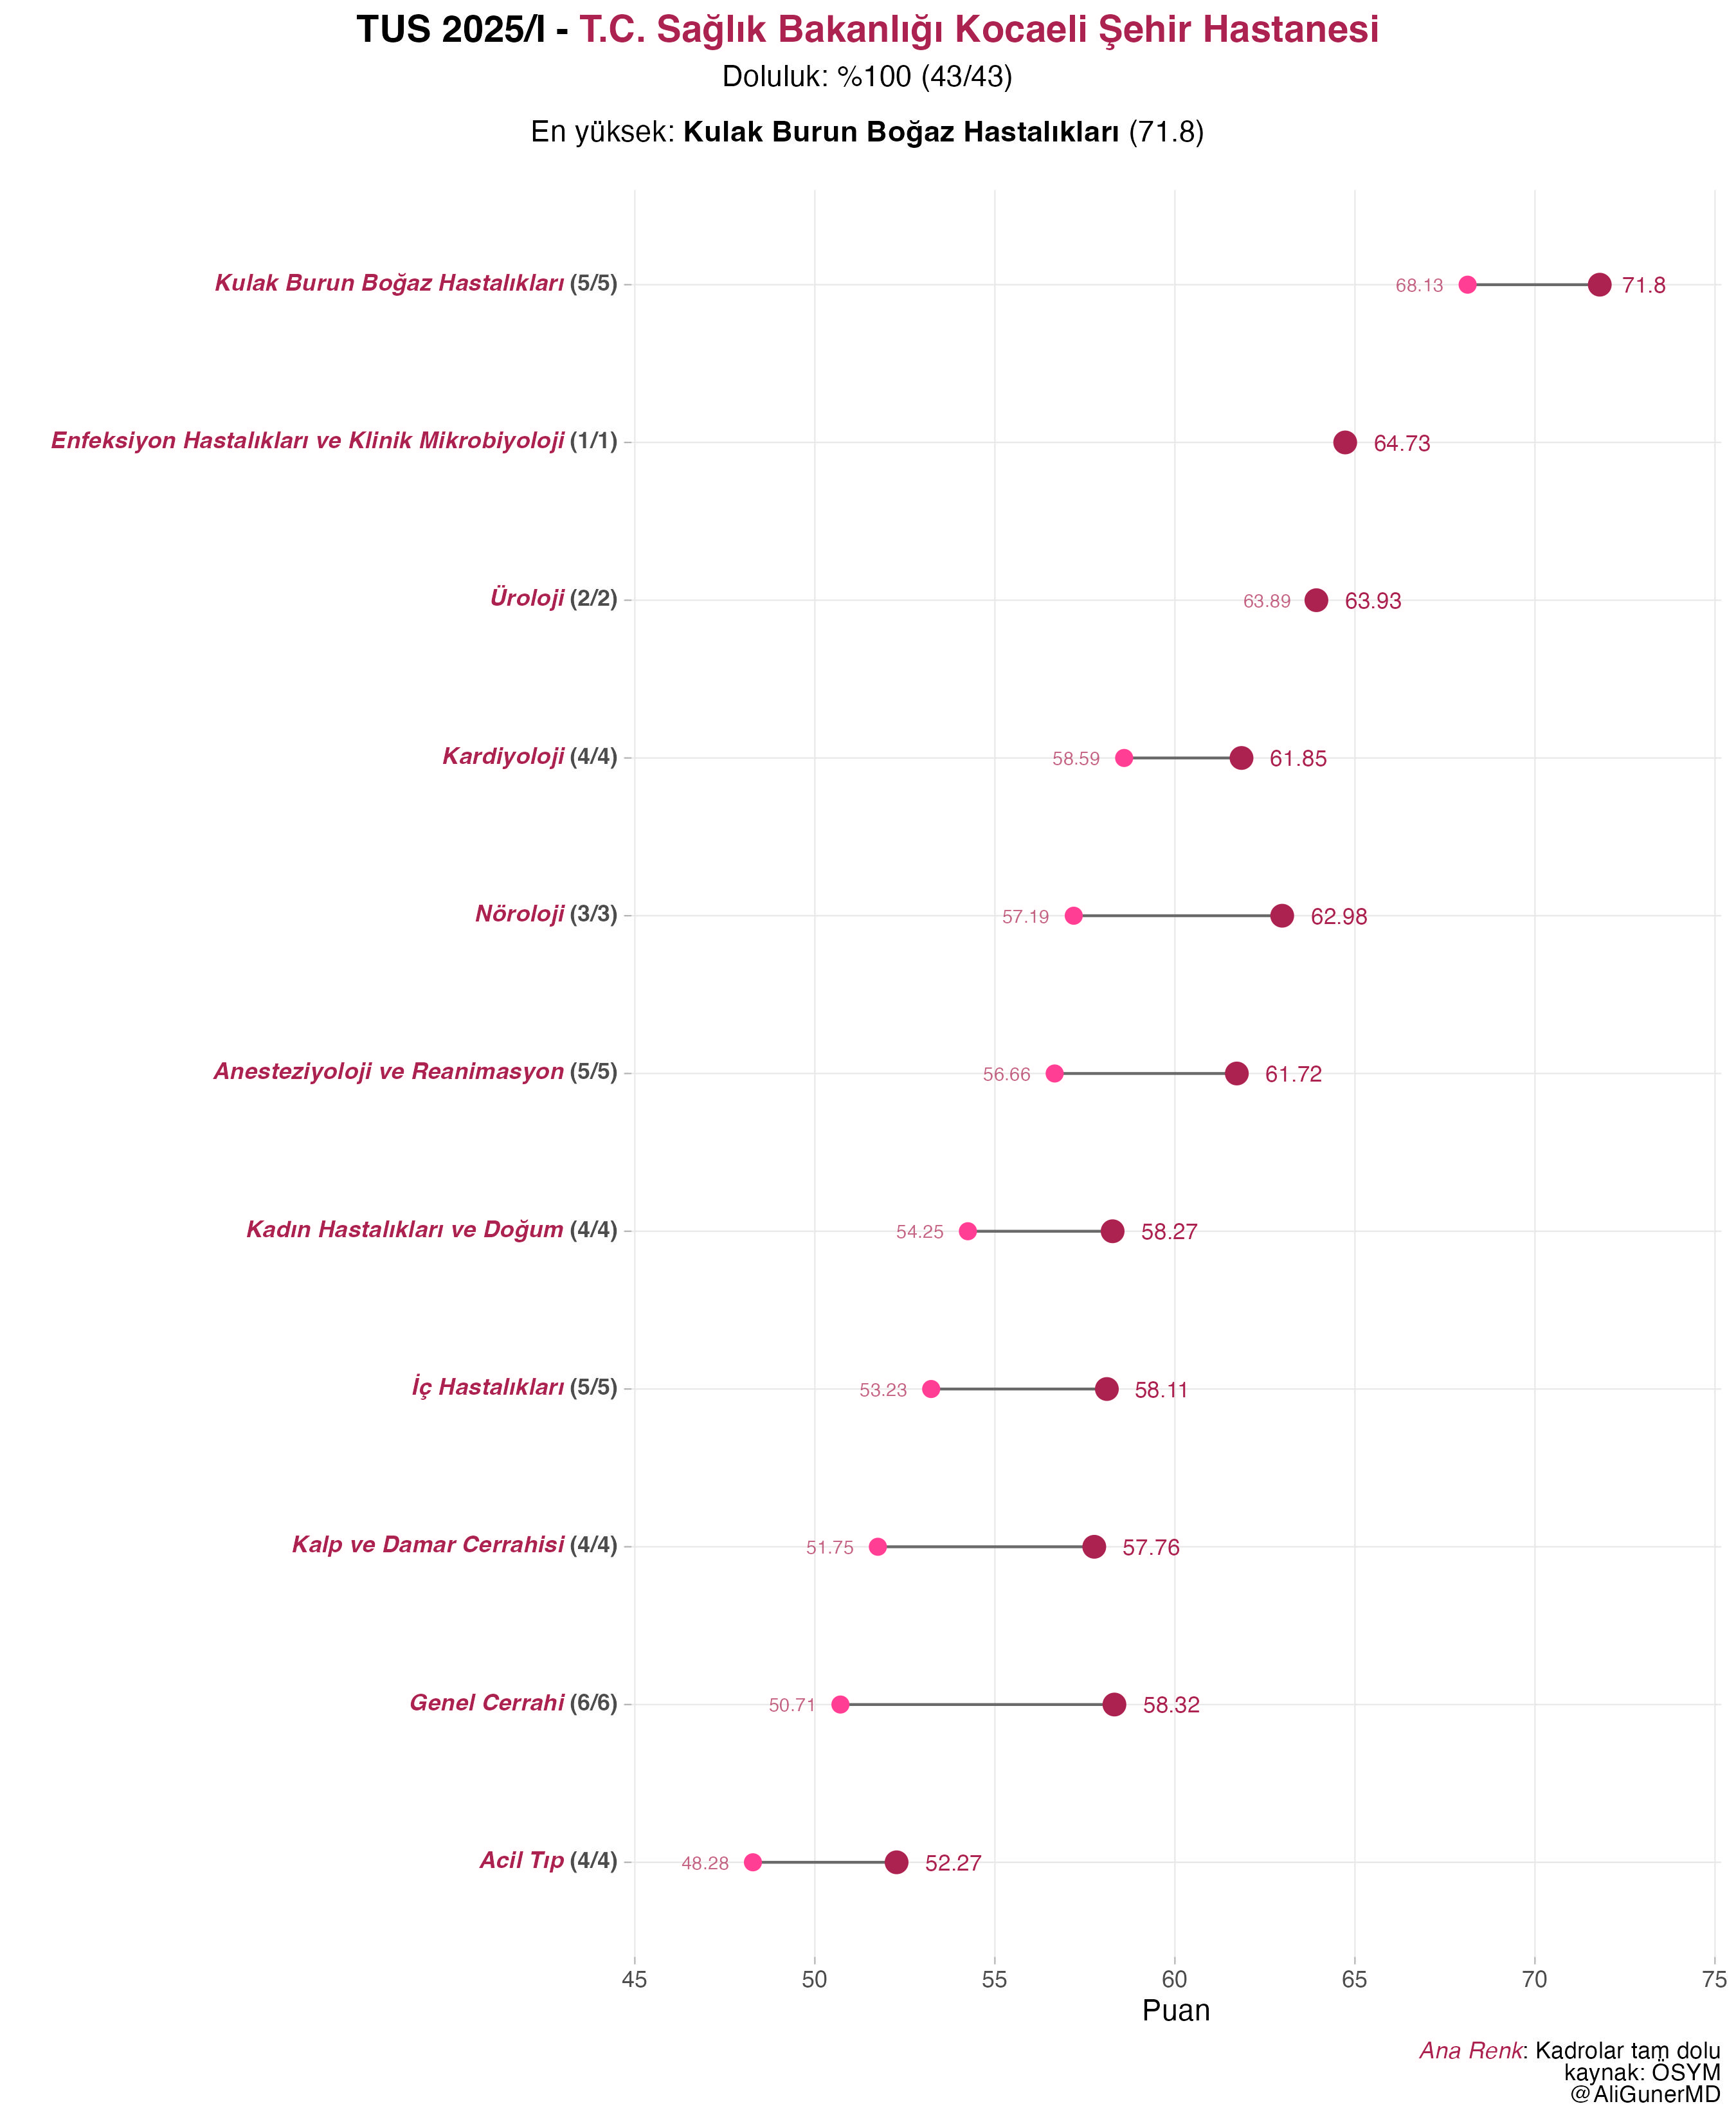 TUS 2025/I - T.C. Sağlık Bakanlığı Kocaeli Şehir Hastanesi
Doluluk: %100 (43/43)
En yüksek: Kulak Burun Boğaz Hastalıkları (71.8)
Kulak Burun Boğaz Hastalıkları (5/5) 68.13 71.8
Enfeksiyon Hastalıkları ve Klinik Mikrobiyoloji (1/1) 64.73
Üroloji (2/2) 63.89 63.93
Kardiyoloji (4/4) 58.59 61.85
Nöroloji (3/3) 57.19 62.98
Anesteziyoloji ve Reanimasyon (5/5) 56.66 61.72
Kadın Hastalıkları ve Doğum (4/4) 54.25 58.27
İç Hastalıkları (5/5) 53.23 58.11
Kalp ve Damar Cerrahisi (4/4) 51.75 57.76
Genel Cerrahi (6/6) 50.71 58.32
Acil Tıp (4/4) 48.28 52.27
45 50 55 60 65 70 75
Puan
Ana Renk: Kadrolar tam dolu
kaynak: ÖSYM
@AliGunerMD